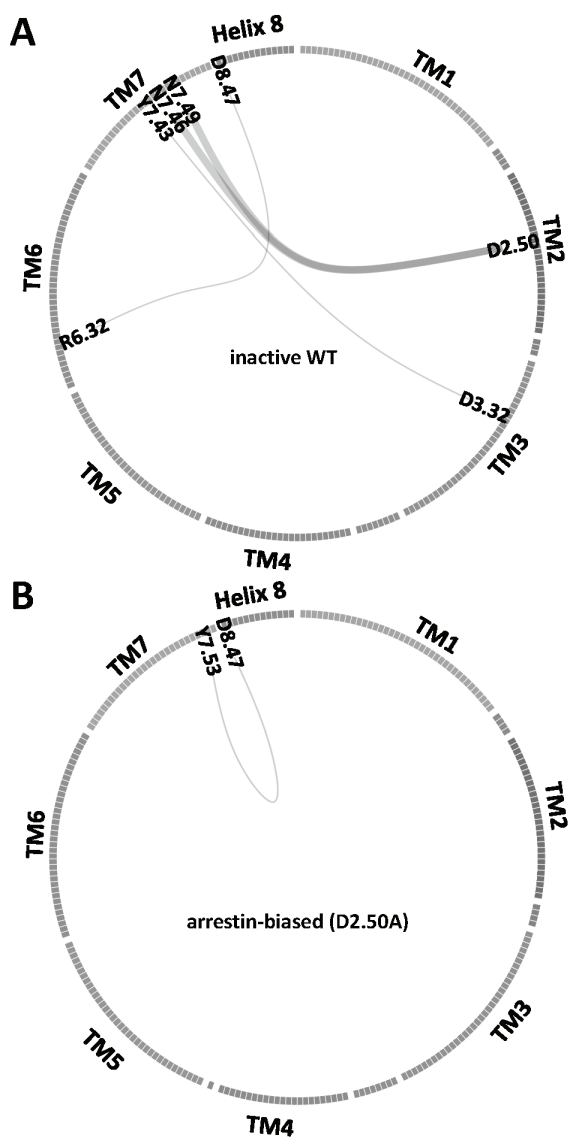 A
Helix 8
TM1
TM7
Y7.43
N7.46
N7.49
D8.47
TM2
D2.50
TM6
R6.32
inactive WT
D3.32
TM3
TM5
TM4
B
Helix 8
TM1
TM7
Y7.53
D8.47
TM2
TM6
arrestin-biased (D2.50A)
TM3
TM5
TM4